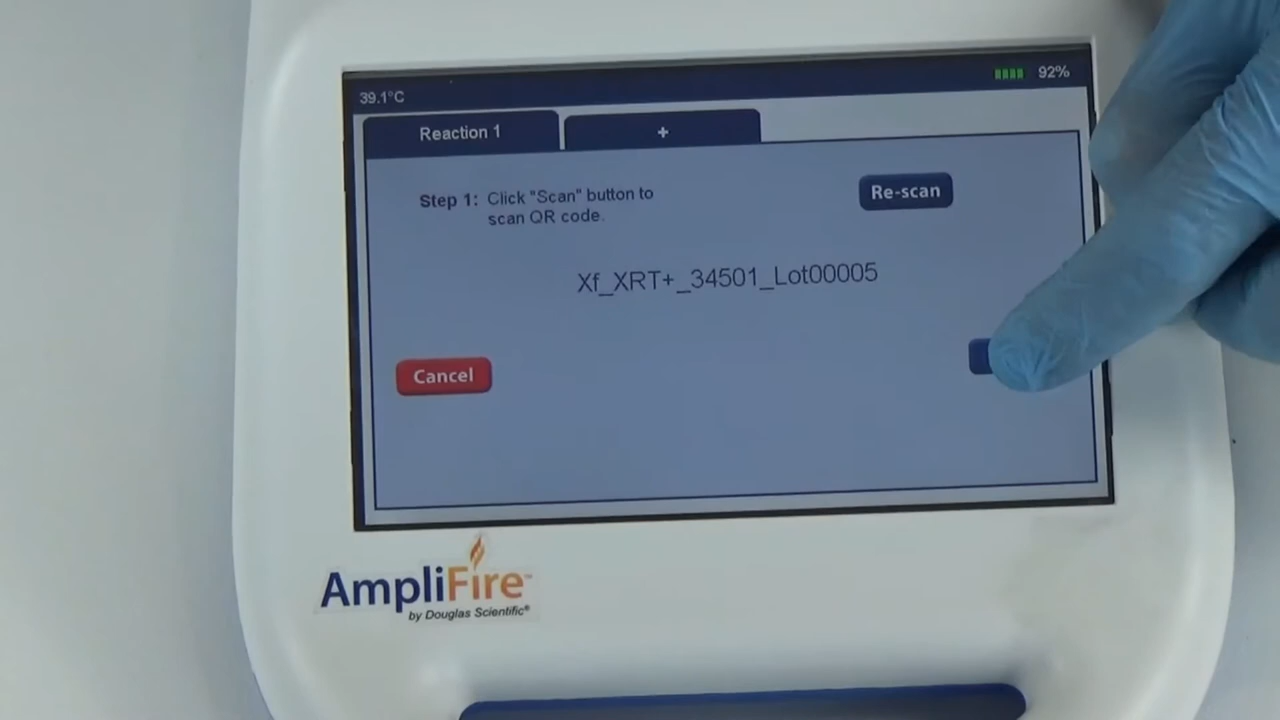 39.1°C
92%
Reaction 1
+
Step 1: Click "Scan" button to
scan QR code.
Re-scan
Xf_XRT+_34501_Lot00005
Cancel
AmpliFire™
by Douglas Scientific®